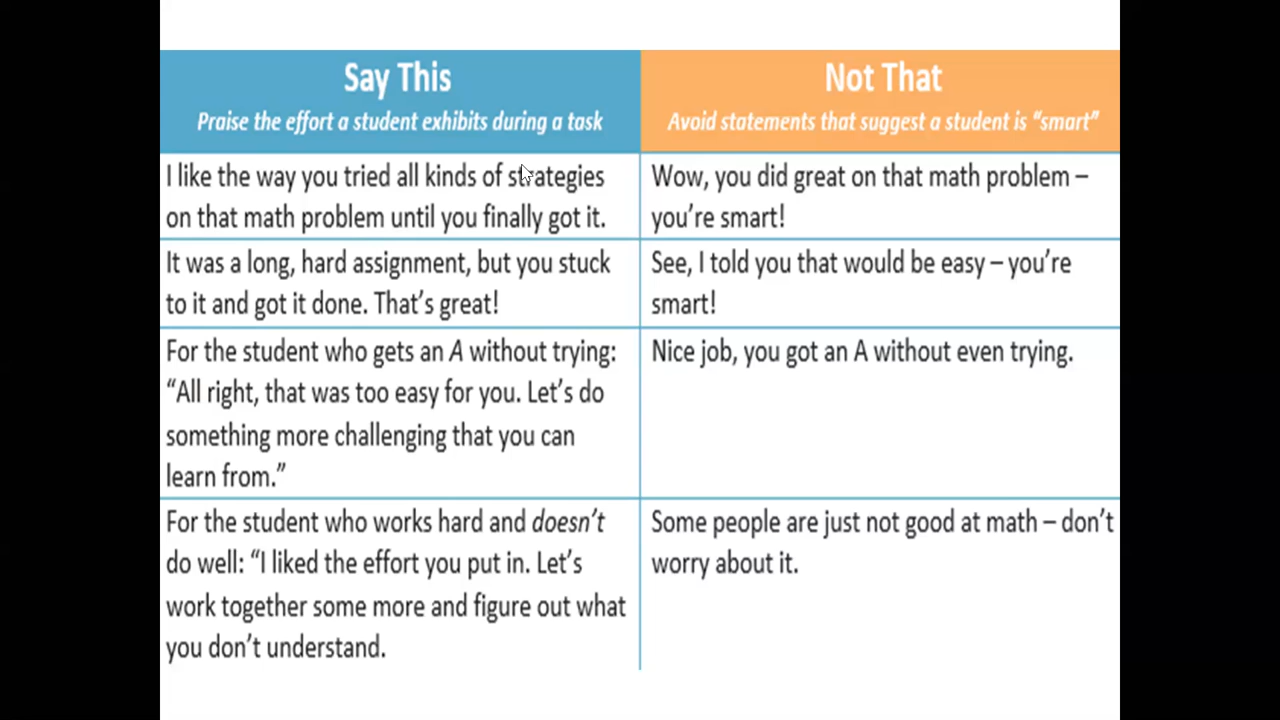 Say This
Praise the effort a student exhibits during a task
Not That
Avoid statements that suggest a student is “smart”
I like the way you tried all kinds of strategies
on that math problem until you finally got it.
Wow, you did great on that math problem –
you’re smart!
It was a long, hard assignment, but you stuck
to it and got it done. That’s great!
See, I told you that would be easy – you’re
smart!
For the student who gets an A without trying:
“All right, that was too easy for you. Let’s do
something more challenging that you can
learn from.”
Nice job, you got an A without even trying.
For the student who works hard and doesn’t
do well: “I liked the effort you put in. Let’s
work together some more and figure out what
you don’t understand.
Some people are just not good at math – don’t
worry about it.